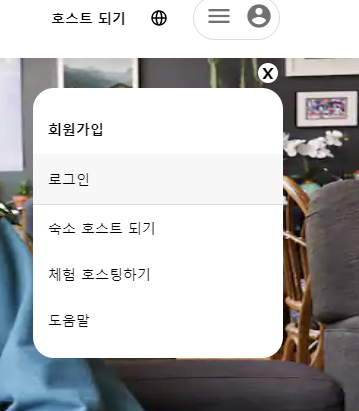 호스트 되기
X
회원가입
로그인
숙소 호스트 되기
체험 호스팅하기
도움말